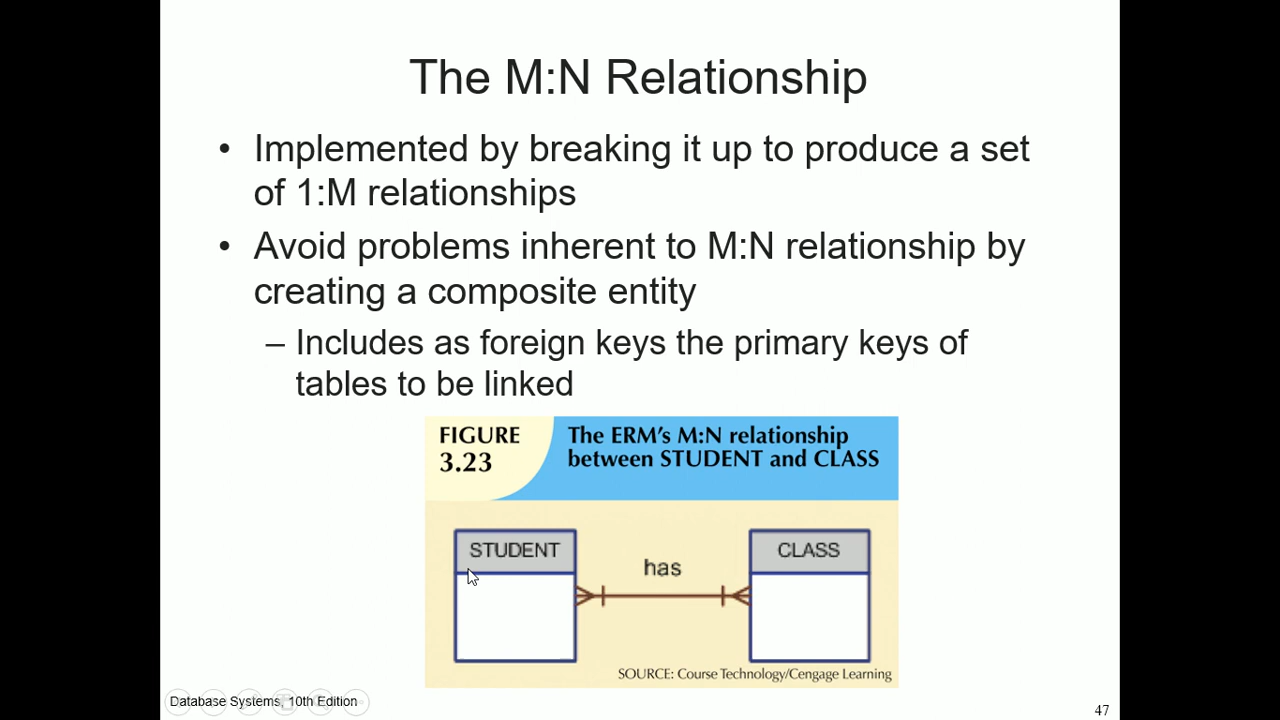 The M:N Relationship
• Implemented by breaking it up to produce a set
of 1:M relationships
• Avoid problems inherent to M:N relationship by
creating a composite entity
– Includes as foreign keys the primary keys of
tables to be linked
FIGURE
3.23
The ERM's M:N relationship
between STUDENT and CLASS
STUDENT
has
CLASS
SOURCE: Course Technology/Cengage Learning
Database Systems, 10th Edition
47